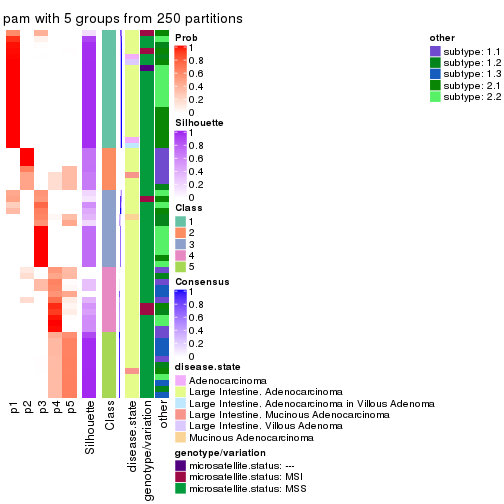 pam with 5 groups from 250 partitions
Prob
1
0.8
0.6
0.4
0.2
0
Silhouette
1
0.8
0.6
0.4
0.2
0
Class
1
2
3
4
5
Consensus
1
0.8
0.6
0.4
0.2
0
disease.state
Adenocarcinoma
Large Intestine. Adenocarcinoma
Large Intestine. Adenocarcinoma in Villous Adenoma
Large Intestine. Mucinous Adenocarcinoma
Large Intestine. Villous Adenoma
Mucinous Adenocarcinoma
genotype/variation
microsatellite.status: ---
microsatellite.status: MSI
microsatellite.status: MSS
other
subtype: 1.1
subtype: 1.2
subtype: 1.3
subtype: 2.1
subtype: 2.2
p1
p2
p3
p4
p5
Silhouette
Class
disease.state
genotype/variation
other